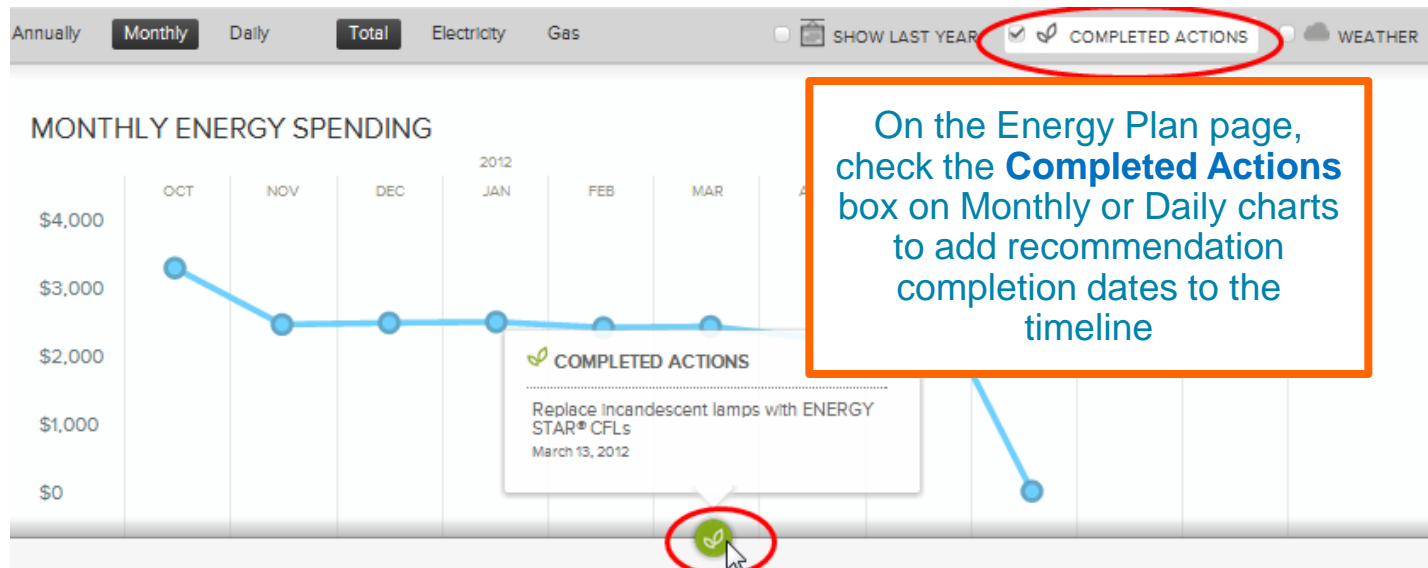 Annually Monthly Daily Total Electricity Gas SHOW LAST YEAR COMPLETED ACTIONS WEATHER
On the Energy Plan page,
check the Completed Actions
box on Monthly or Daily charts
to add recommendation
completion dates to the
timeline
MONTHLY ENERGY SPENDING
2012
OCT NOV DEC JAN FEB MAR
$4,000
$3,000
$2,000
$1,000
$0
COMPLETED ACTIONS
Replace incandescent lamps with ENERGY
STAR® CFLs
March 13, 2012